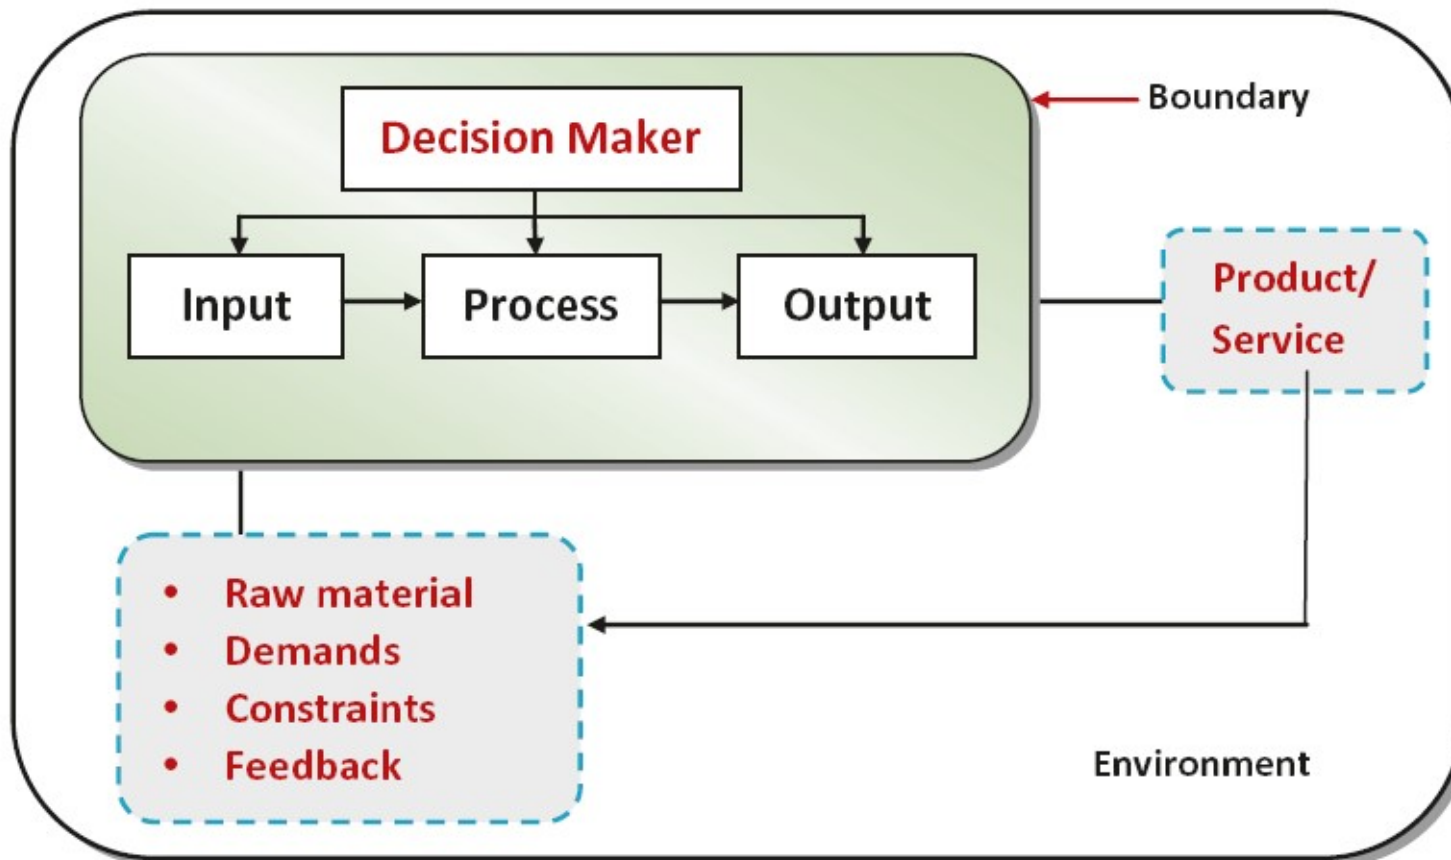 Decision Maker
Boundary
Input
Process
Output
Product/
Service
• Raw material
• Demands
• Constraints
• Feedback
Environment